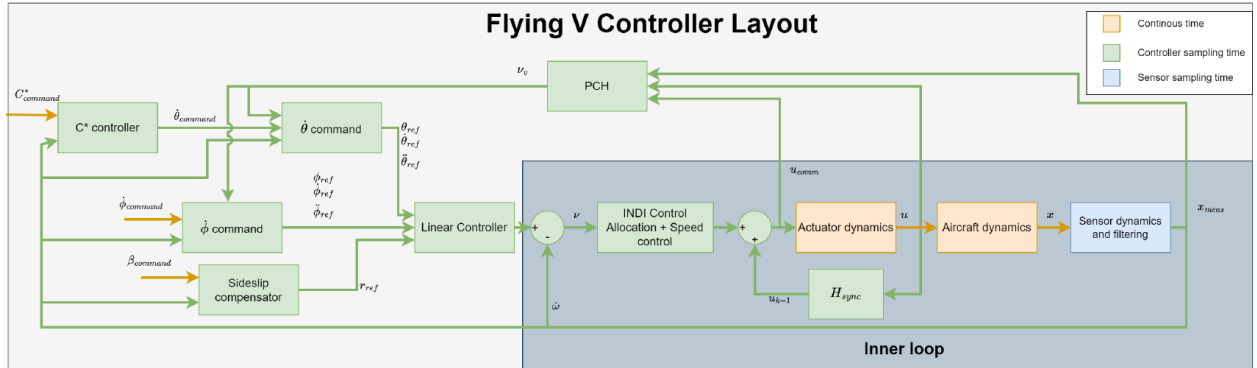 Flying V Controller Layout
Continous time
Controller sampling time
Sensor sampling time
C*command
C* controller
θ̇command
θ̇ command
νv
PCH
θref
θ̇ref
θ̈ref
ϕref
ϕ̇ref
ϕ̈ref
ϕ̇command
ϕ̇ command
βcommand
Sideslip
compensator
rref
Linear Controller
+
-
ν
INDI Control
Allocation + Speed
control
+
+
ucomm
Actuator dynamics
u
Aircraft dynamics
x
Sensor dynamics
and filtering
xmeas
uk−1
Hsync
ω̇
Inner loop